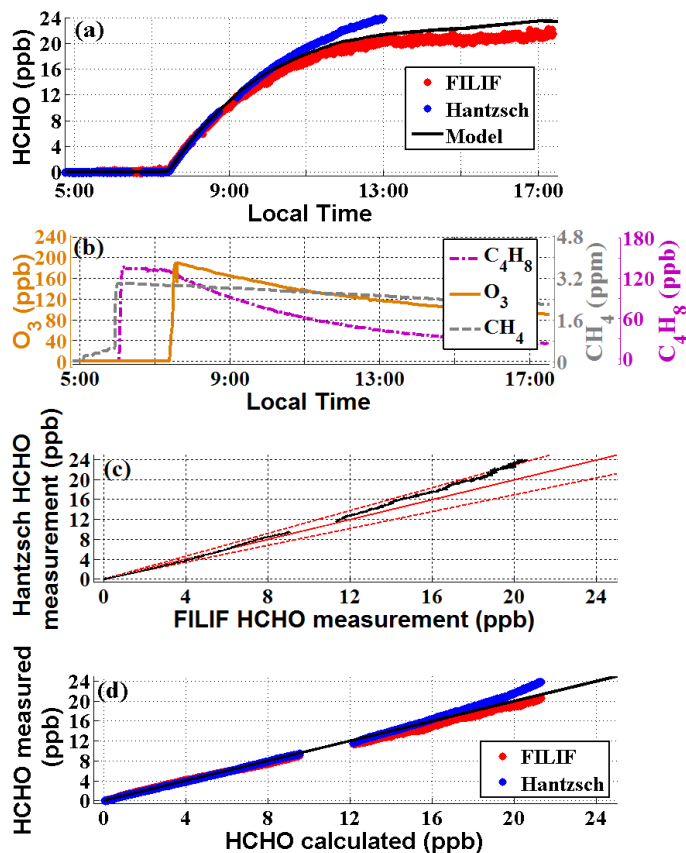 (a)
HCHO (ppb)
24
20
16
12
8
4
0
FILIF
Hantzsch
Model
5:00 9:00 13:00 17:00
Local Time
(b)
O3 (ppb)
240
200
160
120
80
40
0
C4H8
O3
CH4
4.8
3.2
1.6
0
CH4 (ppm)
180
120
60
0
C4H8 (ppb)
5:00 9:00 13:00 17:00
Local Time
(c)
Hantzsch HCHO
measurement (ppb)
24
20
16
12
8
4
0
0 4 8 12 16 20 24
FILIF HCHO measurement (ppb)
(d)
HCHO measured
(ppb)
24
20
16
12
8
4
0
FILIF
Hantzsch
0 4 8 12 16 20 24
HCHO calculated (ppb)